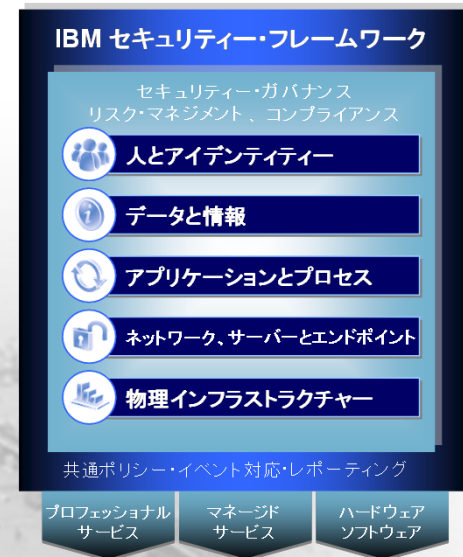 IBM セキュリティー・フレームワーク
セキュリティー・ガバナンス
リスク・マネジメント 、コンプライアンス
人とアイデンティティー
データと情報
アプリケーションとプロセス
ネットワーク、サーバーとエンドポイント
物理インフラストラクチャー
共通ポリシー・イベント対応・レポーティング
プロフェッショナル
サービス
マネージド
サービス
ハードウェア
ソフトウェア